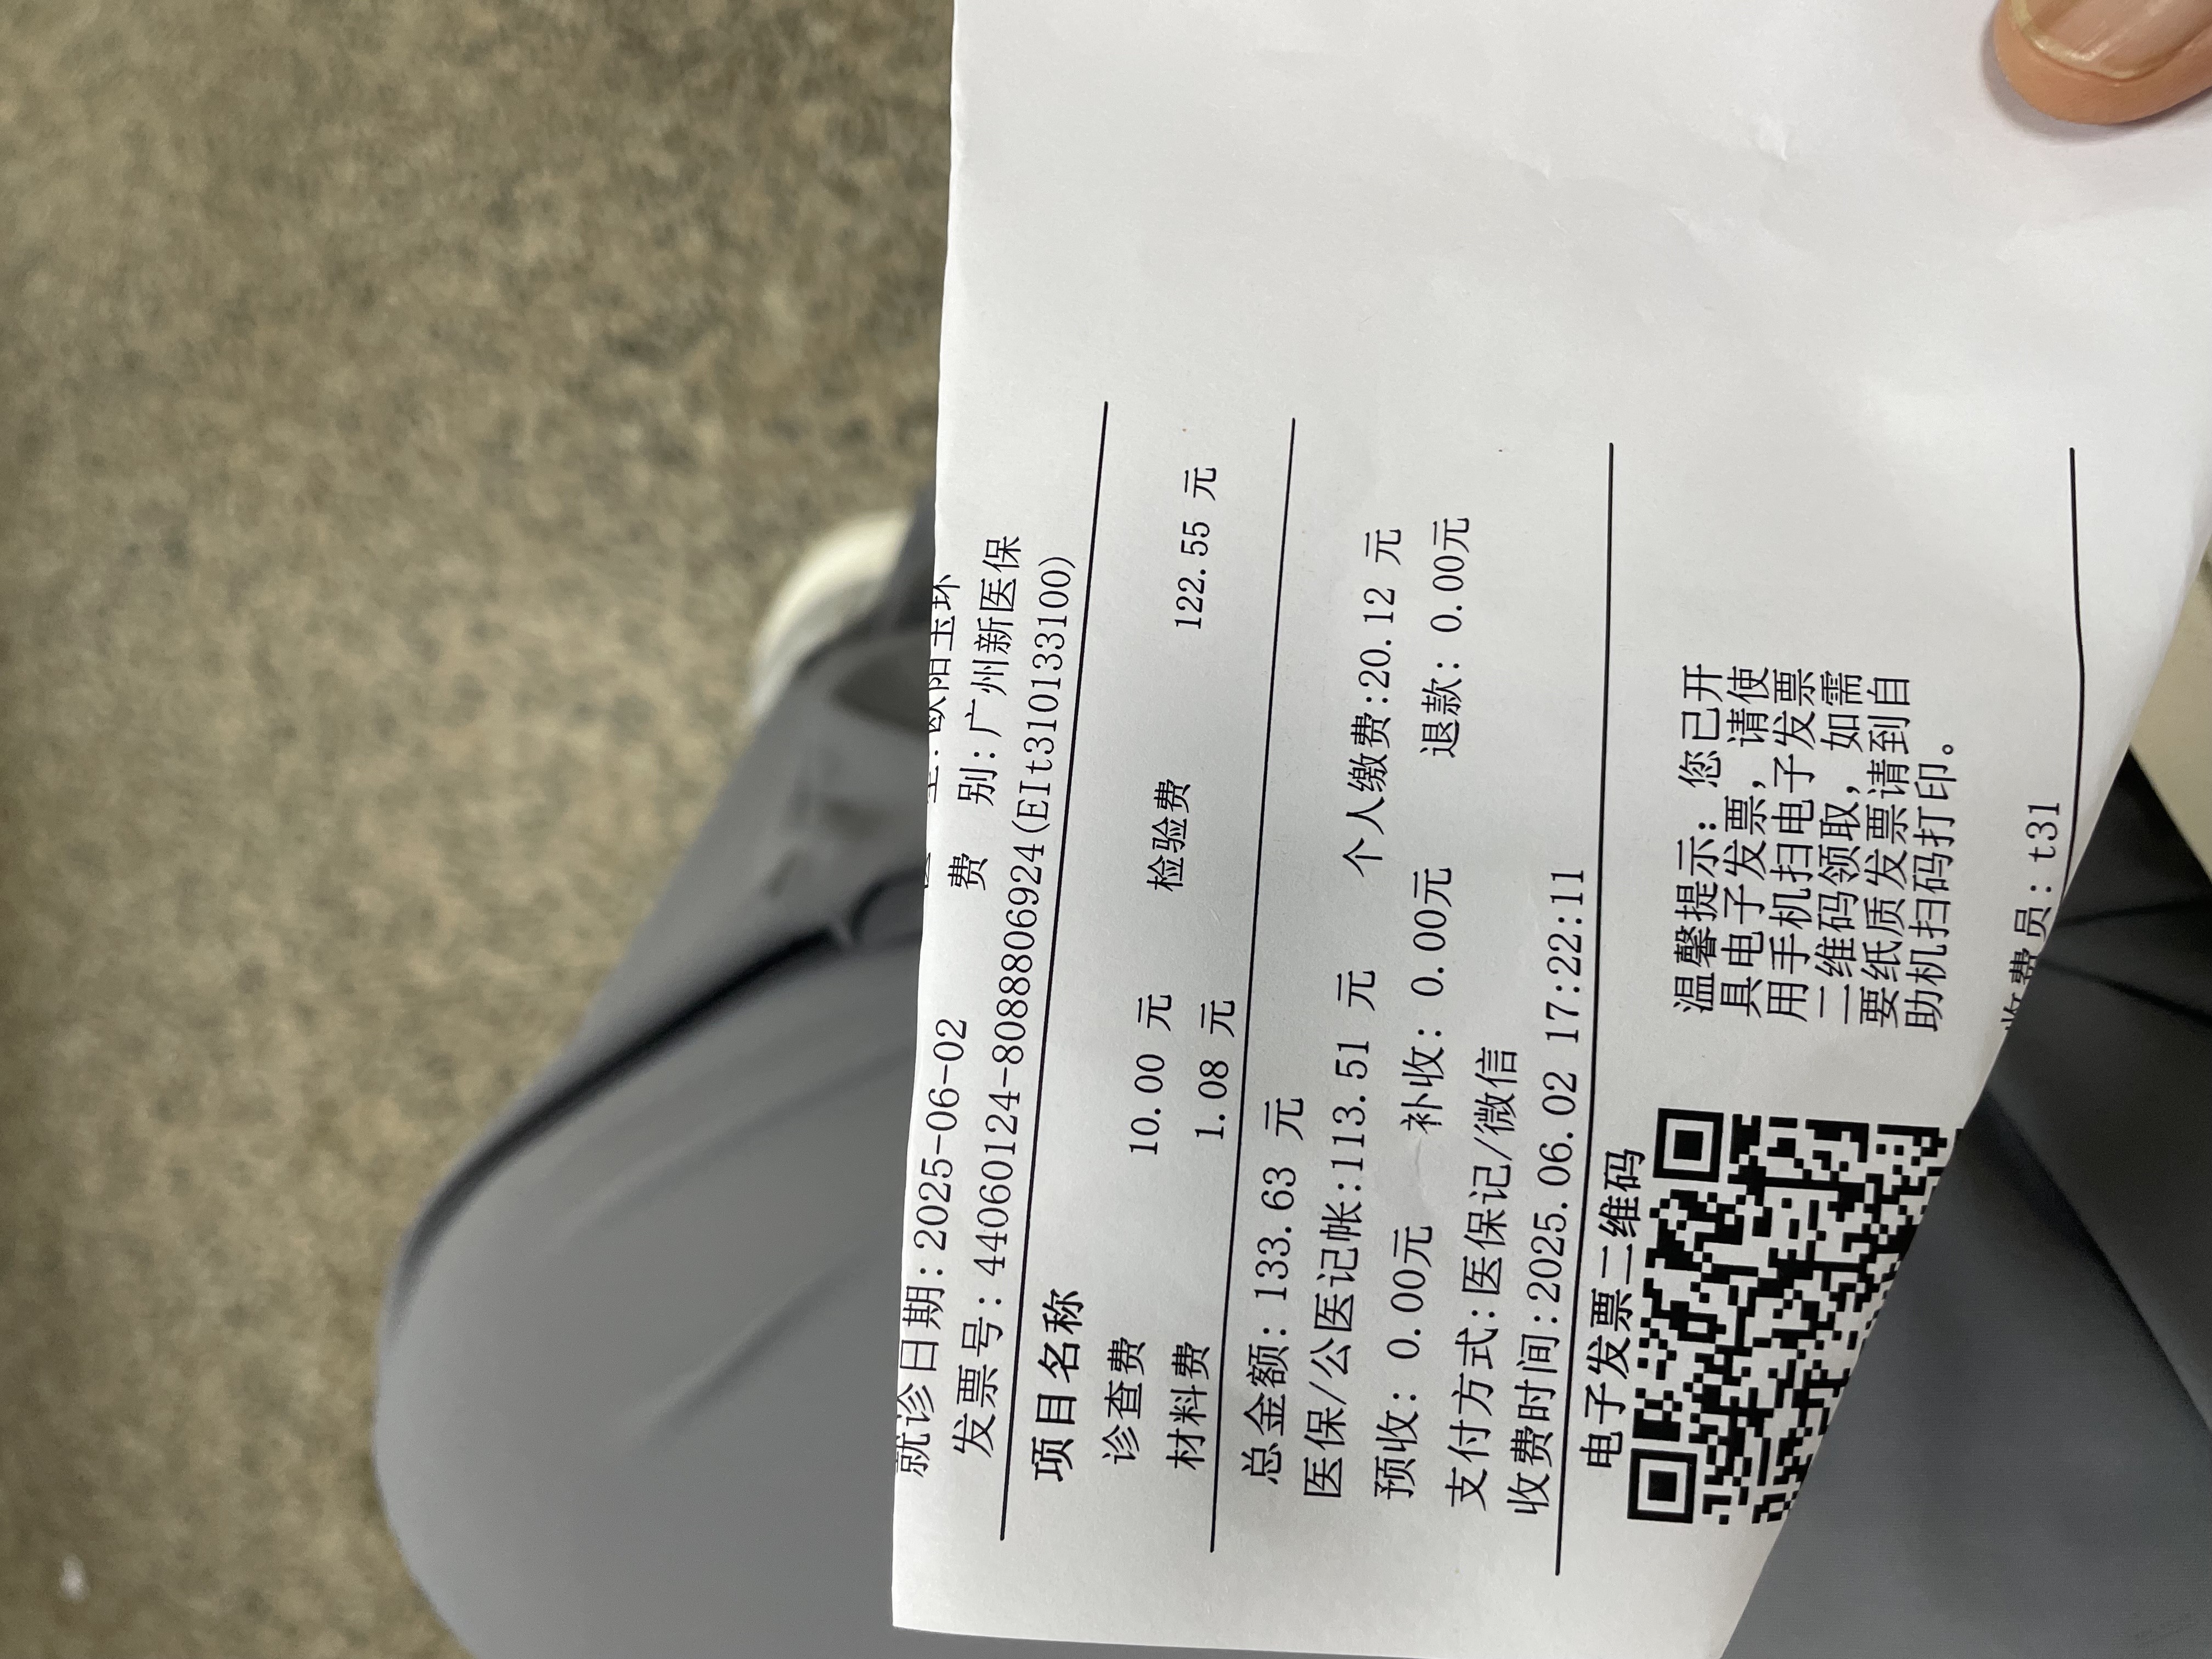 就诊日期:2025-06-02 生:欧阳玉环
费 别:广州新医保
发票号:44060124-8088806924(EIt3101133100)
项目名称
诊查费 10.00 元 检验费 122.55 元
材料费 1.08 元
总金额: 133.63 元
医保/公医记帐:113.51 元 个人缴费:20.12 元
预收: 0.00元 补收: 0.00元 退款: 0.00元
支付方式:医保记/微信
收费时间:2025.06.02 17:22:11
电子发票二维码
温馨提示: 您已开
具电子发票, 请使
用手机扫电子发票
二维码领取, 如需
要纸质发票请到自
助机扫码打印。
收费员: t31